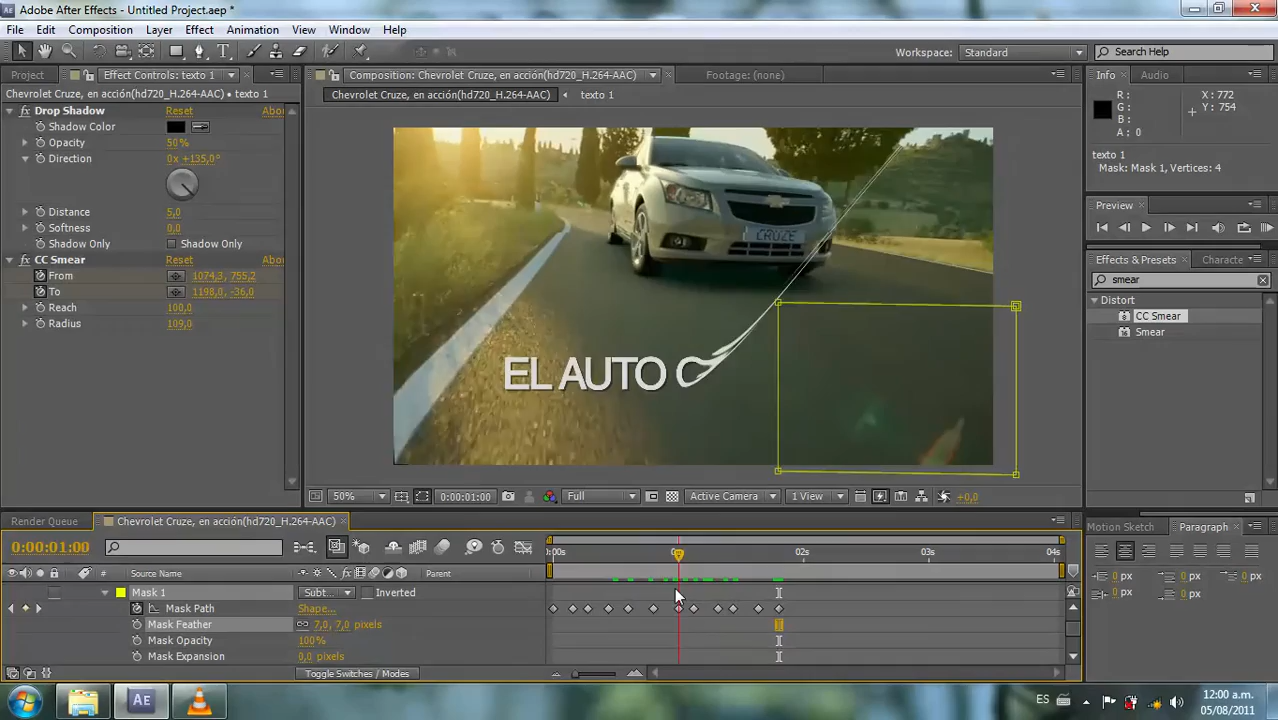 Adobe After Effects - Untitled Project.aep *
File Edit Composition Layer Effect Animation View Window Help
Workspace: Standard Search Help
Project Effect Controls: texto 1 Composition: Chevrolet Cruze, en acción(hd720_H.264-AAC) Footage: (none) Info Audio
Chevrolet Cruze, en acción(hd720_H.264-AAC) • texto 1
Chevrolet Cruze, en acción(hd720_H.264-AAC) texto 1
Drop Shadow Reset Abou
Shadow Color
Opacity 50%
Direction 0x +135,0°
Distance 5,0
Softness 0,0
Shadow Only Shadow Only
CC Smear Reset Abou
From 1074,3, 755,2
To 1198,0, -36,0
Reach 100,0
Radius 109,0
CRUZE
EL AUTO C
R : X : 772
G : Y : 754
B :
A : 0
texto 1
Mask: Mask 1, Vertices: 4
Preview
Effects & Presets Characte
smear
Distort
CC Smear
Smear
50% 0:00:01:00 Full Active Camera 1 View +0,0
Render Queue Chevrolet Cruze, en acción(hd720_H.264-AAC)
Motion Sketch Paragraph
0:00:01:00
:00s 02s 03s 04s
# Source Name Parent
Mask 1 Subt... Inverted
Mask Path Shape...
Mask Feather 7,0, 7,0 pixels
Mask Opacity 100%
Mask Expansion 0,0 pixels
Toggle Switches / Modes
0 px 0 px 0 px
0 px 0 px
AE
ES
12:00 a.m.
05/08/2011